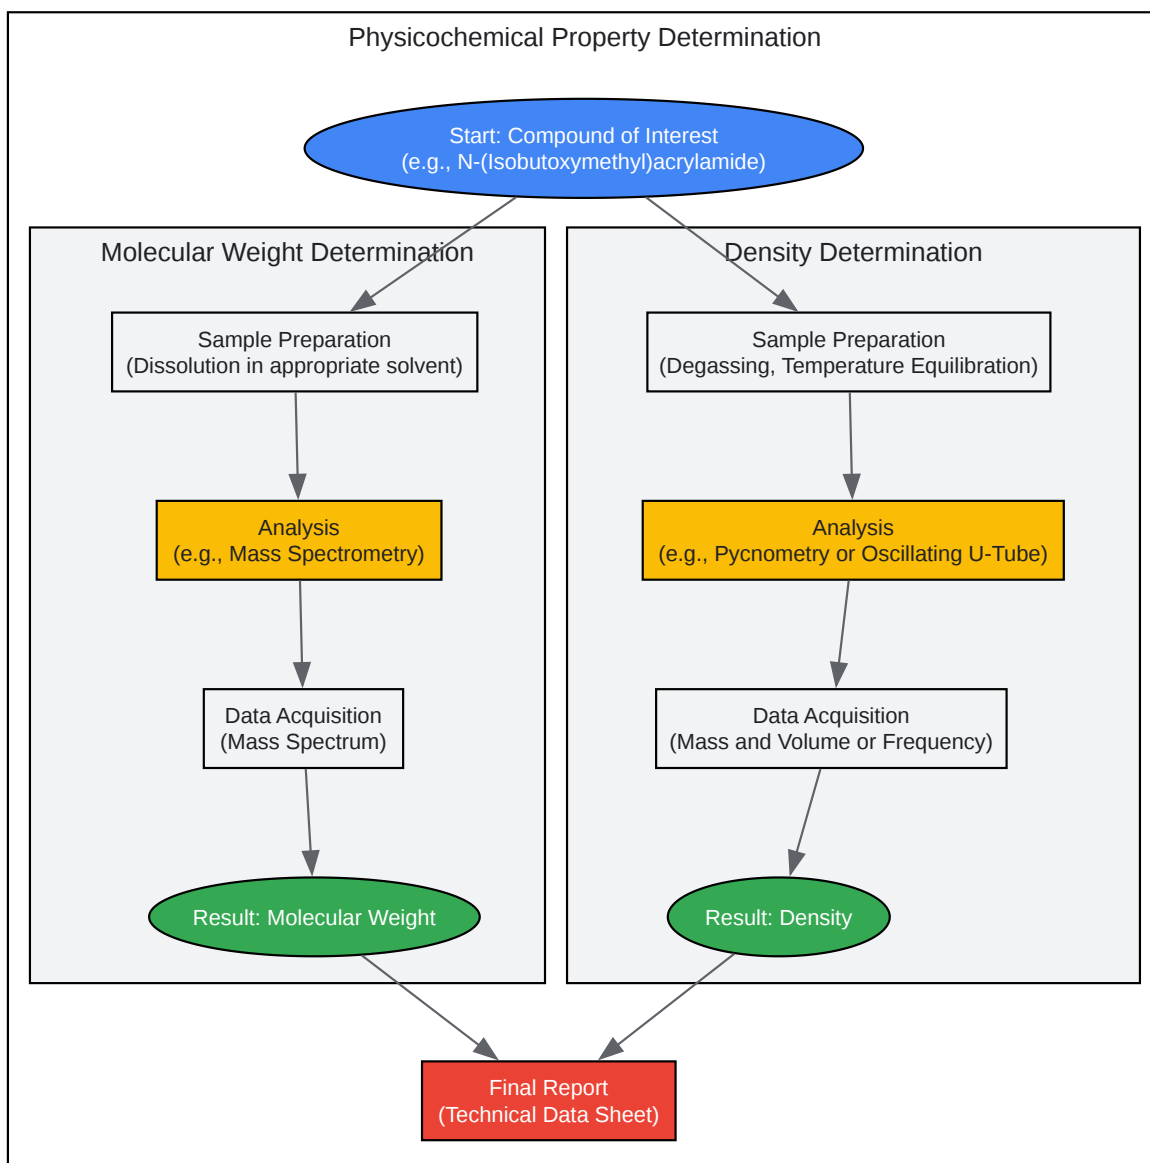 Physicochemical Property Determination
Start: Compound of Interest
(e.g., N-(Isobutoxymethyl)acrylamide)
Molecular Weight Determination
Sample Preparation
(Dissolution in appropriate solvent)
Analysis
(e.g., Mass Spectrometry)
Data Acquisition
(Mass Spectrum)
Result: Molecular Weight
Density Determination
Sample Preparation
(Degassing, Temperature Equilibration)
Analysis
(e.g., Pycnometry or Oscillating U-Tube)
Data Acquisition
(Mass and Volume or Frequency)
Result: Density
Final Report
(Technical Data Sheet)